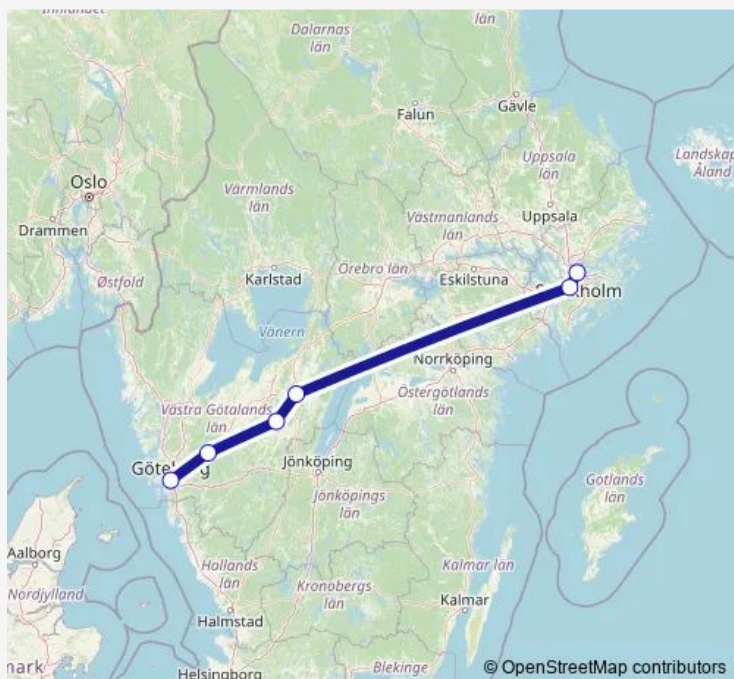 län
Dalarnas
län
Falun
Gävle
Oslo
Uppsala
län
Landskap
Åland
Värmlands
län
Drammen
Västmanlands
län
Uppsala
Østfold
Karlstad
Örebro län
Eskilstuna
Vänern
Norrköping
Västra Götalands
län
Östergötlands
län
Jönköping
Gotlands
län
Jönköpings
län
Aalborg
Hallands
län
Kalmar län
Nordjylland
Kronobergs
län
Halmstad
Kalmar
Helsingborg
Blekinge
© OpenStreetMap contributors